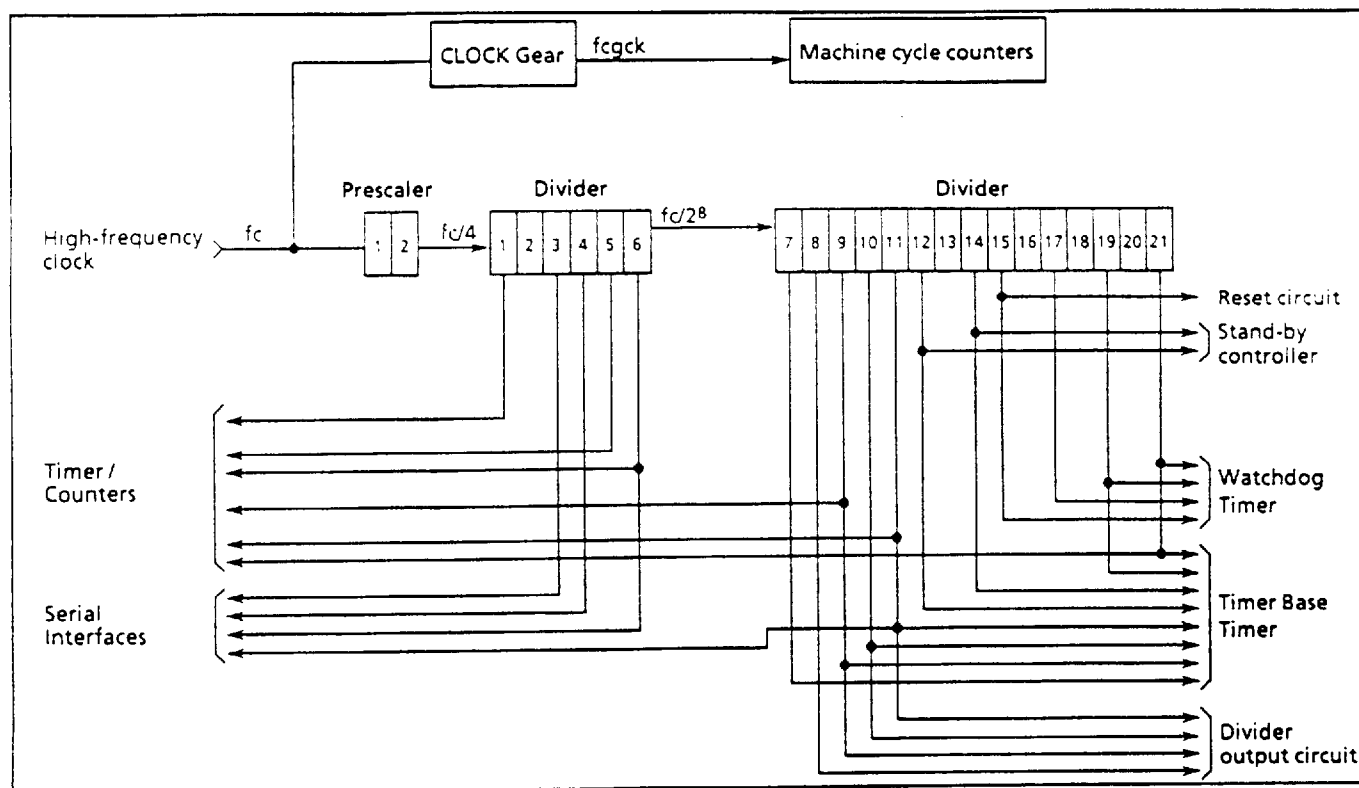 CLOCK Gear
fcgck
Machine cycle counters
Prescaler
Divider
Divider
High-frequency
clock
fc
1 2
fc/4
1 2 3 4 5 6
fc/2⁸
7 8 9 10 11 12 13 14 15 16 17 18 19 20 21
Reset circuit
Stand-by
controller
Timer /
Counters
Watchdog
Timer
Serial
Interfaces
Timer Base
Timer
Divider
output circuit